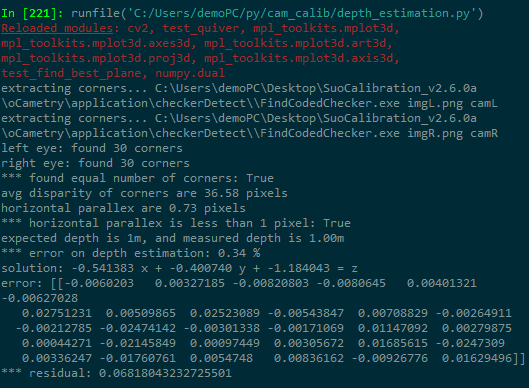 In [221]: runfile('C:/Users/demoPC/py/cam_calib/depth_estimation.py')
Reloaded modules: cv2, test_quiver, mpl_toolkits.mplot3d,
mpl_toolkits.mplot3d.axes3d, mpl_toolkits.mplot3d.art3d,
mpl_toolkits.mplot3d.proj3d, mpl_toolkits.mplot3d.axis3d,
test_find_best_plane, numpy.dual
extracting corners... C:\Users\demoPC\Desktop\SuoCalibration_v2.6.0a
\oCametry\application\checkerDetect\\FindCodedChecker.exe imgL.png camL
extracting corners... C:\Users\demoPC\Desktop\SuoCalibration_v2.6.0a
\oCametry\application\checkerDetect\\FindCodedChecker.exe imgR.png camR
left eye: found 30 corners
right eye: found 30 corners
*** found equal number of corners: True
avg disparity of corners are 36.58 pixels
horizontal parallex are 0.73 pixels
*** horizontal parallex is less than 1 pixel: True
expected depth is 1m, and measured depth is 1.00m
*** error on depth estimation: 0.34 %
solution: -0.541383 x + -0.400740 y + -1.184043 = z
error: [[-0.0060203   0.00327185 -0.00820803 -0.0080645   0.00401321
-0.00627028
   0.02751231  0.00509865  0.02523089 -0.00543847  0.00708829 -0.00264911
  -0.00212785 -0.02474142 -0.00301338 -0.00171069  0.01147092  0.00279875
   0.00044271 -0.02145849  0.00097449  0.00305672  0.01685615 -0.0247309
   0.00336247 -0.01760761  0.0054748   0.00836162 -0.00926776  0.01629496]]
*** residual: 0.06818043232725501